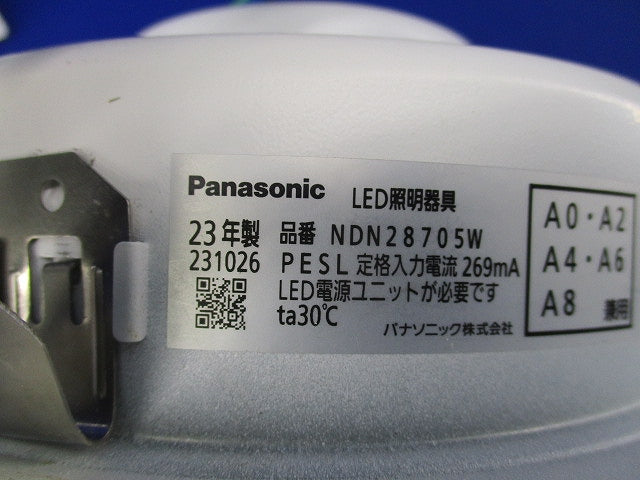 Panasonic LED照明器具
23年製 品番 NDN28705W
231026 PESL 定格入力電流 269mA
LED電源ユニットが必要です
ta30℃
パナソニック株式会社
A0・A2
A4・A6
A8 兼用